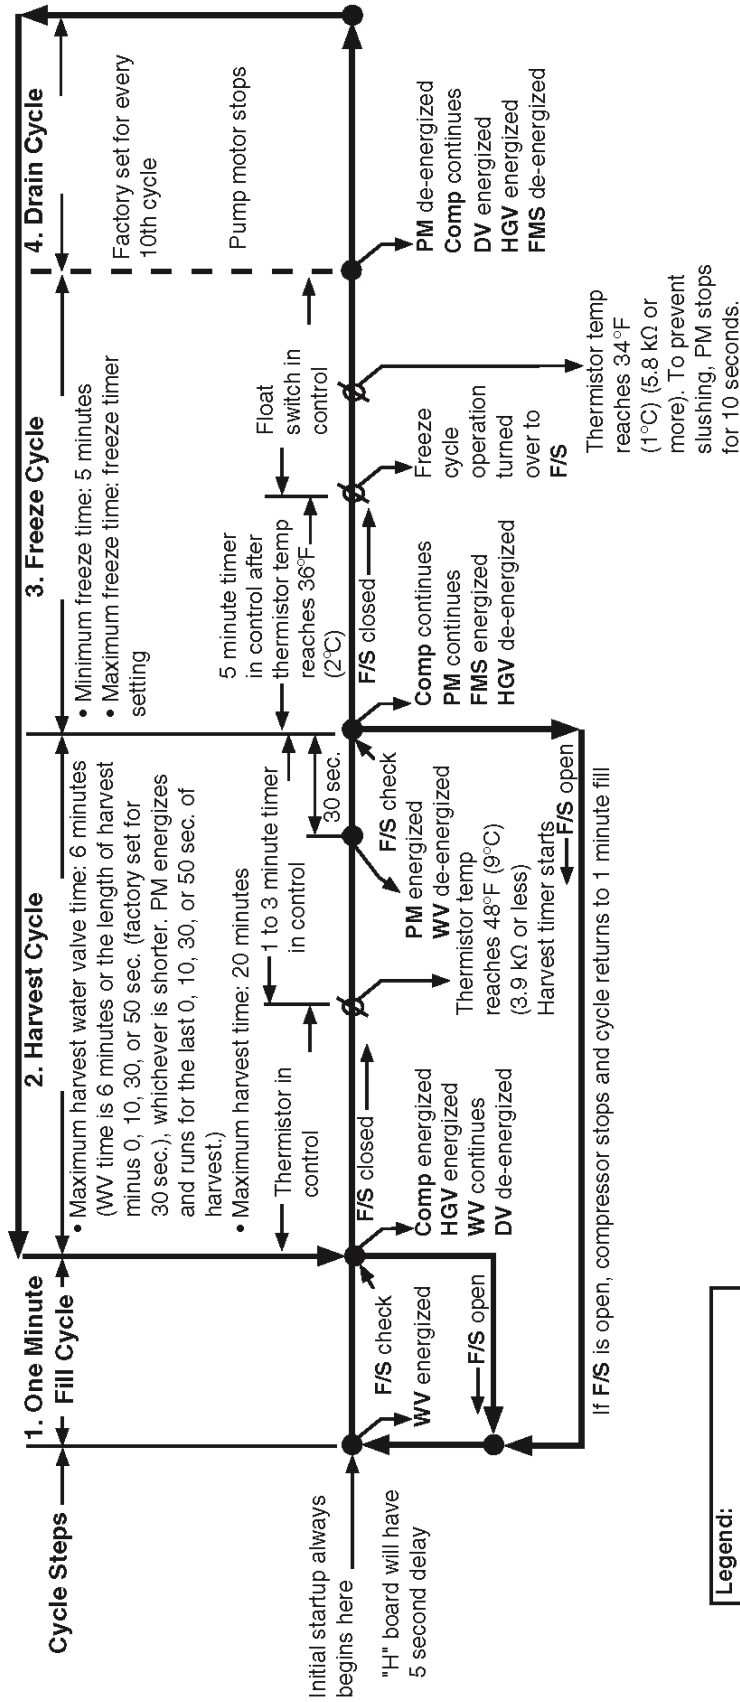 Cycle Steps
1. One Minute
Fill Cycle
2. Harvest Cycle
3. Freeze Cycle
4. Drain Cycle
• Maximum harvest water valve time: 6 minutes
(WV time is 6 minutes or the length of harvest
minus 0, 10, 30, or 50 sec. (factory set for
30 sec.), whichever is shorter. PM energizes
and runs for the last 0, 10, 30, or 50 sec. of
harvest.)
• Maximum harvest time: 20 minutes
• Minimum freeze time: 5 minutes
• Maximum freeze time: freeze timer
setting
Factory set for every
10th cycle
Pump motor stops
Thermistor in
control
1 to 3 minute timer
in control
30 sec.
5 minute timer
in control after
thermistor temp
reaches 36°F
(2°C)
Float
switch in
control
Initial startup always
begins here
"H" board will have
5 second delay
F/S check
WV energized
F/S open
F/S closed
Comp energized
HGV energized
WV continues
DV de-energized
Thermistor temp
reaches 48°F (9°C)
(3.9 kΩ or less)
Harvest timer starts
PM energized
WV de-energized
F/S check
F/S open
F/S closed
Comp continues
PM continues
FMS energized
HGV de-energized
Freeze
cycle
operation
turned
over to
F/S
Thermistor temp
reaches 34°F
(1°C) (5.8 kΩ or
more). To prevent
slushing, PM stops
for 10 seconds.
PM de-energized
Comp continues
DV energized
HGV energized
FMS de-energized
If F/S is open, compressor stops and cycle returns to 1 minute fill
Legend: